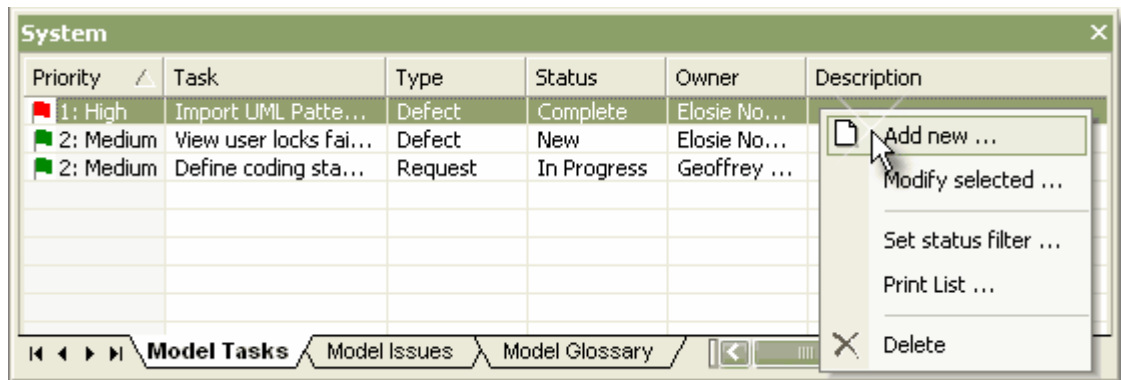 System
Priority Task Type Status Owner Description
1: High Import UML Patte... Defect Complete Elosie No...
2: Medium View user locks fai... Defect New Elosie No...
2: Medium Define coding sta... Request In Progress Geoffrey ...
Add new ...
Modify selected ...
Set status filter ...
Print List ...
Delete
Model Tasks Model Issues Model Glossary